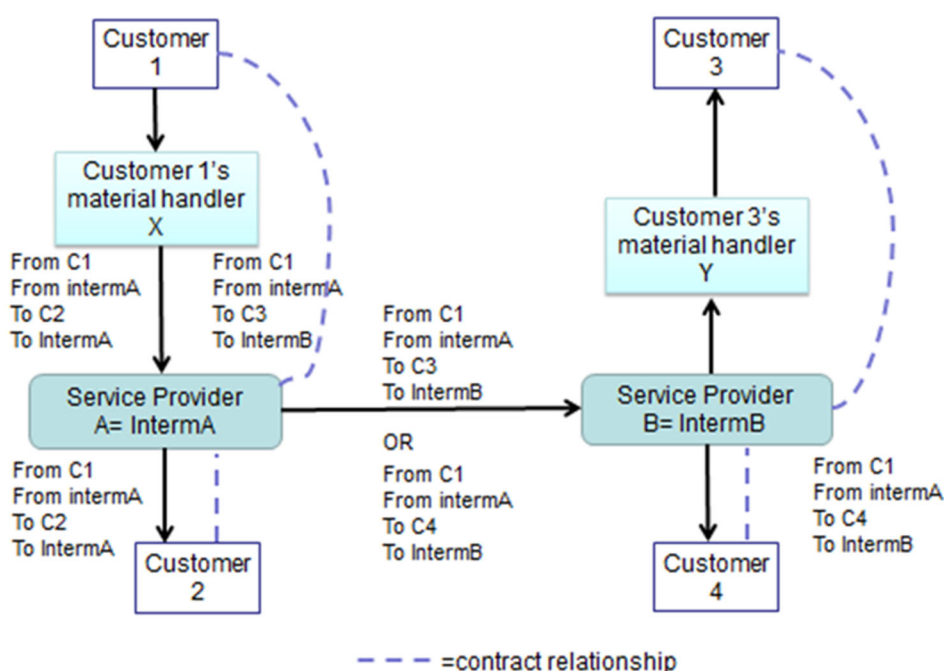 Customer
1
Customer
3
Customer 1's
material handler
X
Customer 3's
material handler
Y
From C1
From intermA
To C2
To IntermA
From C1
From intermA
To C3
To IntermB
From C1
From intermA
To C3
To IntermB
OR
From C1
From intermA
To C4
To IntermB
Service Provider
A= IntermA
Service Provider
B= IntermB
From C1
From intermA
To C2
To IntermA
From C1
From intermA
To C4
To IntermB
Customer
2
Customer
4
=contract relationship